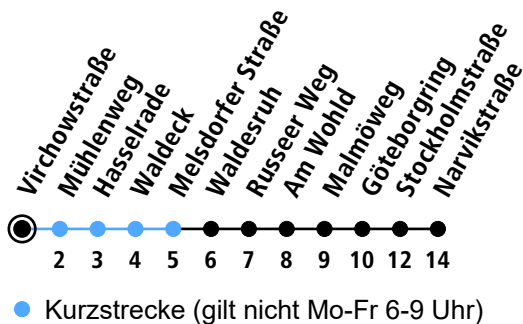 Virchowstraße
Mühlenweg
Hasselrade
Waldeck
Melsdorfer Straße
Waldesruh
Russeer Weg
Am Wohld
Malmöweg
Göteborgring
Stockholmstraße
Narvikstraße
2 3 4 5 6 7 8 9 10 12 14
Kurzstrecke (gilt nicht Mo-Fr 6-9 Uhr)